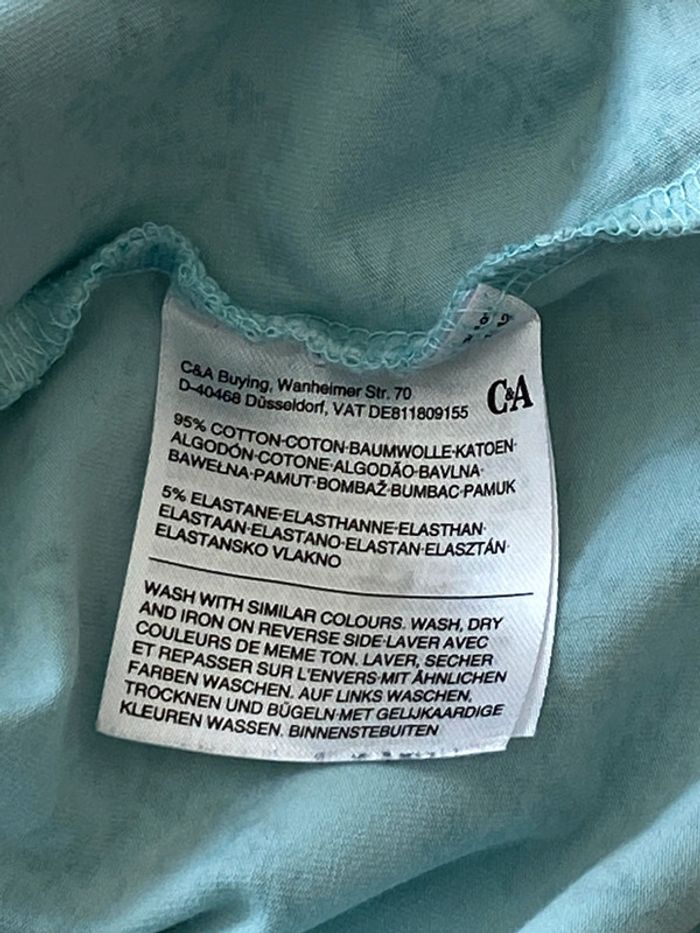 C&A Buying, Wanheimer Str. 70
D-40468 Düsseldorf, VAT DE811809155
C&A
95% COTTON·COTON·BAUMWOLLE·KATOEN·
ALGODÓN·COTONE·ALGODÃO·BAVLNA·
BAWEŁNA·PAMUT·BOMBAŽ·BUMBAC·PAMUK
5% ELASTANE·ELASTHANNE·ELASTHAN·
ELASTAAN·ELASTANO·ELASTAN·ELASZTÁN·
ELASTANSKO VLAKNO
WASH WITH SIMILAR COLOURS. WASH, DRY
AND IRON ON REVERSE SIDE·LAVER AVEC
COULEURS DE MEME TON. LAVER, SECHER
ET REPASSER SUR L'ENVERS·MIT ÄHNLICHEN
FARBEN WASCHEN. AUF LINKS WASCHEN,
TROCKNEN UND BÜGELN·MET GELIJKAARDIGE
KLEUREN WASSEN. BINNENSTEBUITEN